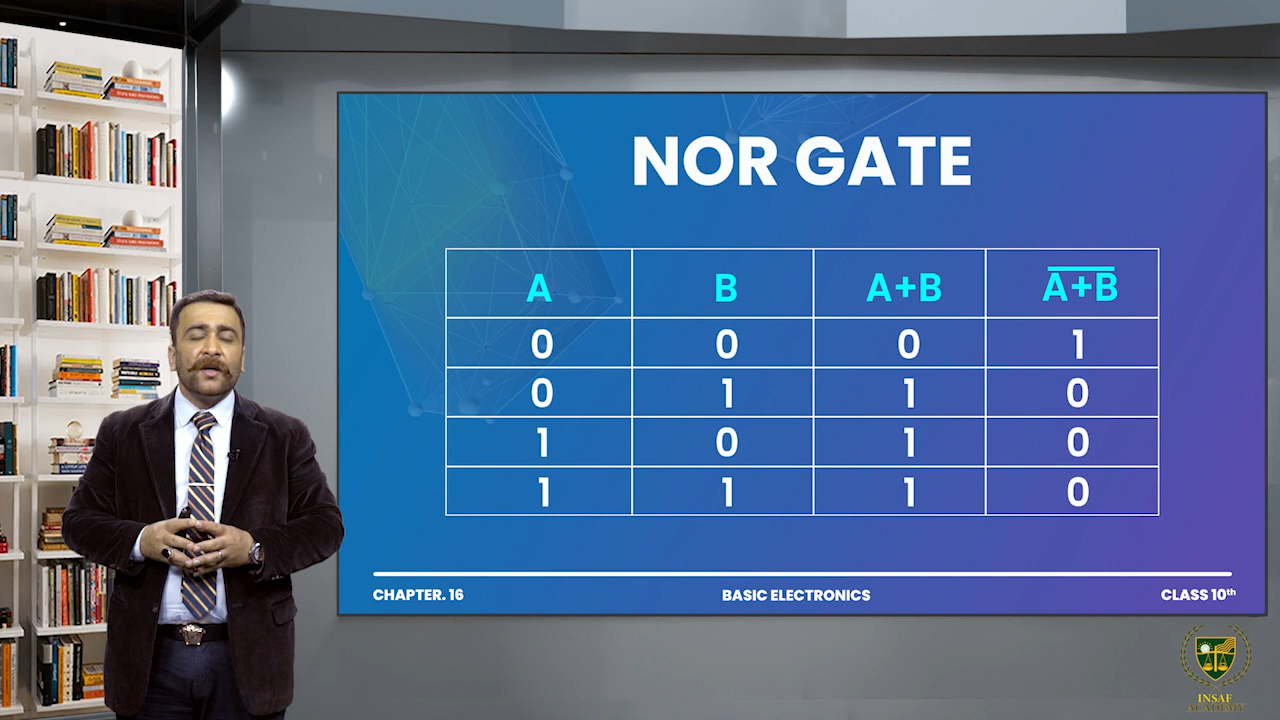 NOR GATE
A B A+B A̅+̅B̅
0 0 0 1
0 1 1 0
1 0 1 0
1 1 1 0
CHAPTER. 16 BASIC ELECTRONICS CLASS 10th
INSAF
ACADEMY